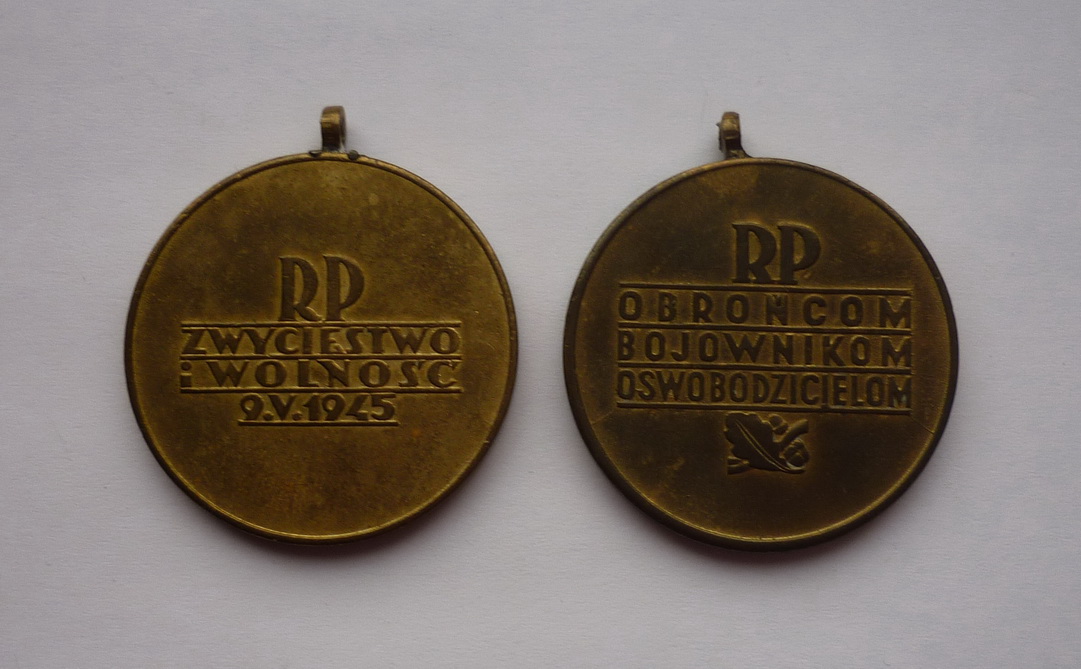 RP
ZWYCIĘSTWO
i WOLNOŚĆ
9.V.1945
RP
OBROŃCOM
BOJOWNIKOM
OSWOBODZICIELOM